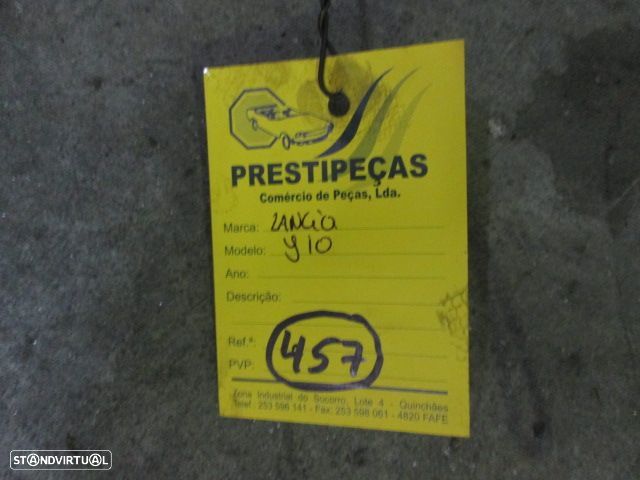 PRESTIPEÇAS
Comércio de Peças, Lda.
Marca: LANCIA
Modelo: Y10
Ano:
Descrição:
Ref.ª:
457
PVP:
Zona Industrial do Socorro, Lote 4 - Quinchães
Telef. 253 596 141 - Fax: 253 598 061 - 4820 FAFE
STANDVIRTUAL